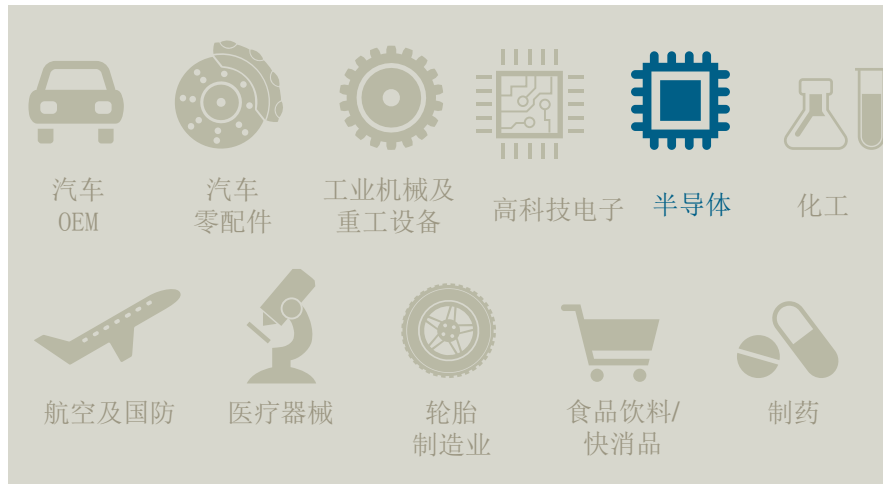 汽车
OEM
汽车
零配件
工业机械及
重工设备
高科技电子
半导体
化工
航空及国防
医疗器械
轮胎
制造业
食品饮料/
快消品
制药